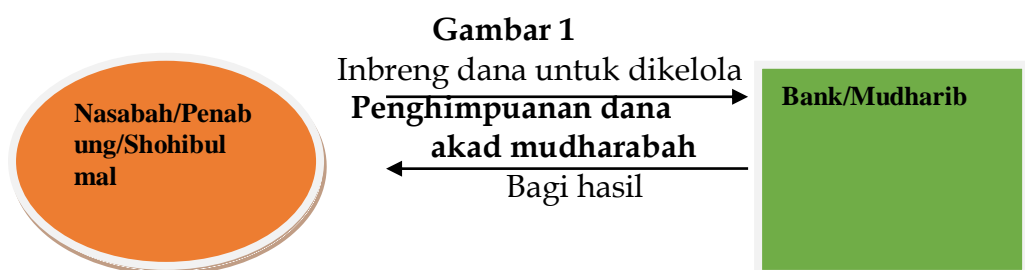 Gambar 1
Inbreng dana untuk dikelola
Penghimpuanan dana
akad mudharabah
Bagi hasil
Nasabah/Penab
ung/Shohibul
mal
Bank/Mudharib